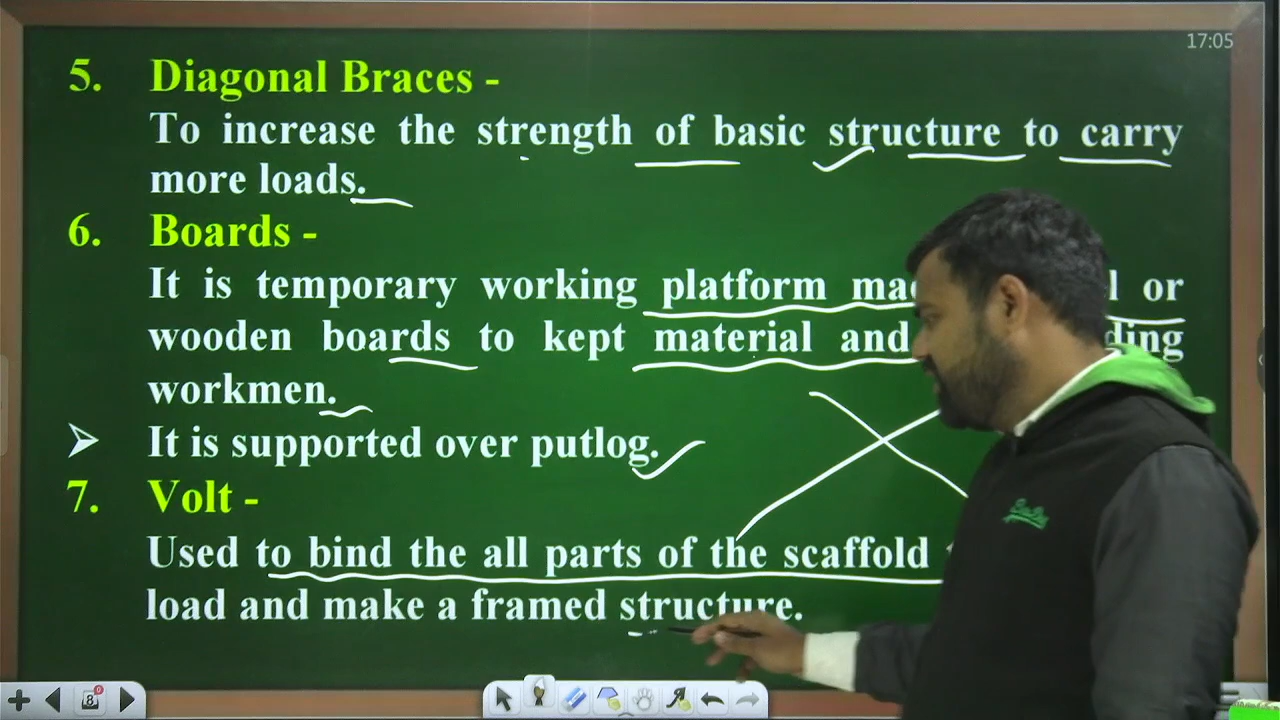 17:05
5. Diagonal Braces -
To increase the strength of basic structure to carry
more loads.
6. Boards -
It is temporary working platform or
wooden boards to kept material and
workmen.
➢ It is supported over putlog.
7. Volt -
Used to bind the all parts of the scaffold
load and make a framed structure.
8